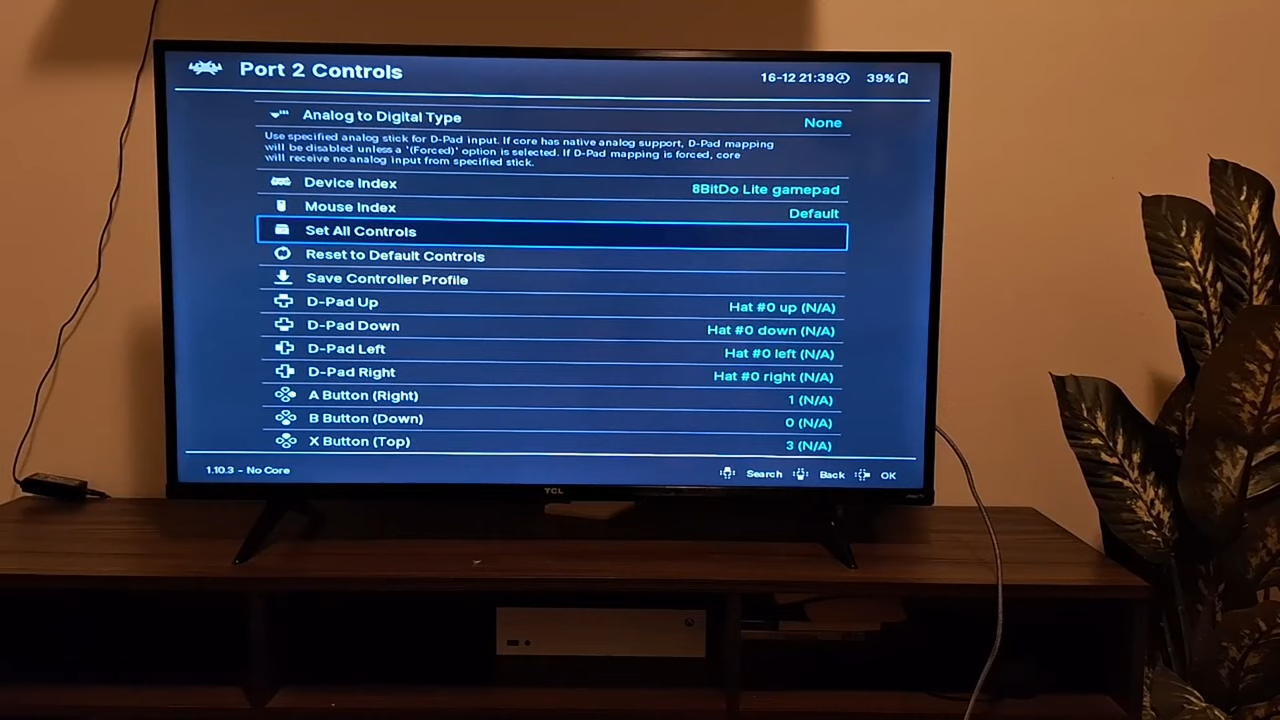 Port 2 Controls
16-12 21:39 39%
Analog to Digital Type None
Use specified analog stick for D-Pad input. If core has native analog support, D-Pad mapping
will be disabled unless a '(Forced)' option is selected. If D-Pad mapping is forced, core
will receive no analog input from specified stick.
Device Index 8BitDo Lite gamepad
Mouse Index Default
Set All Controls
Reset to Default Controls
Save Controller Profile
D-Pad Up Hat #0 up (N/A)
D-Pad Down Hat #0 down (N/A)
D-Pad Left Hat #0 left (N/A)
D-Pad Right Hat #0 right (N/A)
A Button (Right) 1 (N/A)
B Button (Down) 0 (N/A)
X Button (Top) 3 (N/A)
1.10.3 - No Core Search Back OK
TCL